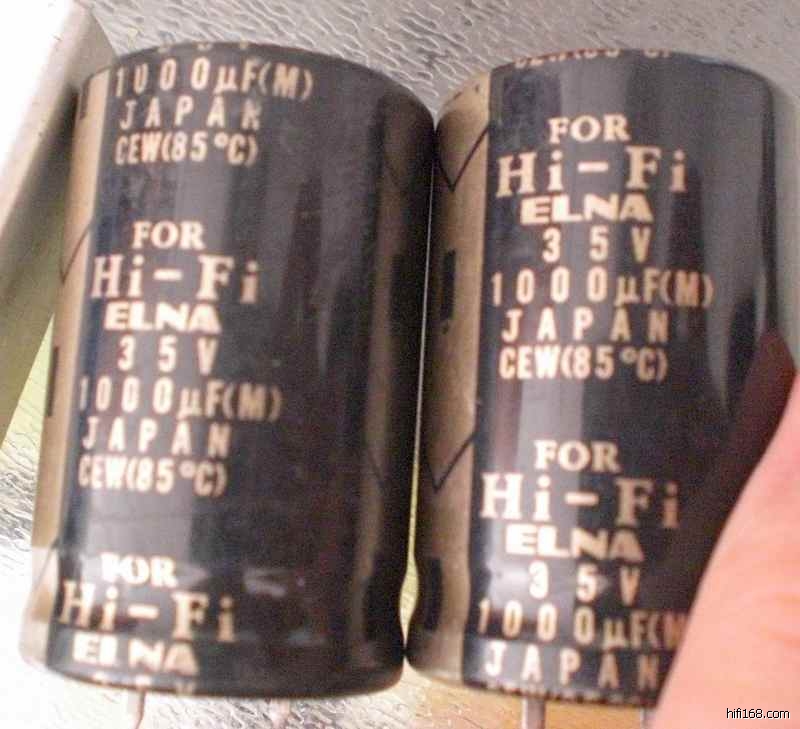 1000µF(M)
JAPAN
CEW(85°C)
FOR
Hi-Fi
ELNA
35V
1000µF(M)
JAPAN
CEW(85°C)
FOR
Hi-Fi
ELNA
FOR
Hi-Fi
ELNA
35V
1000µF(M)
JAPAN
CEW(85°C)
FOR
Hi-Fi
ELNA
35V
1000µF(M
JAPAN
hifi168.com